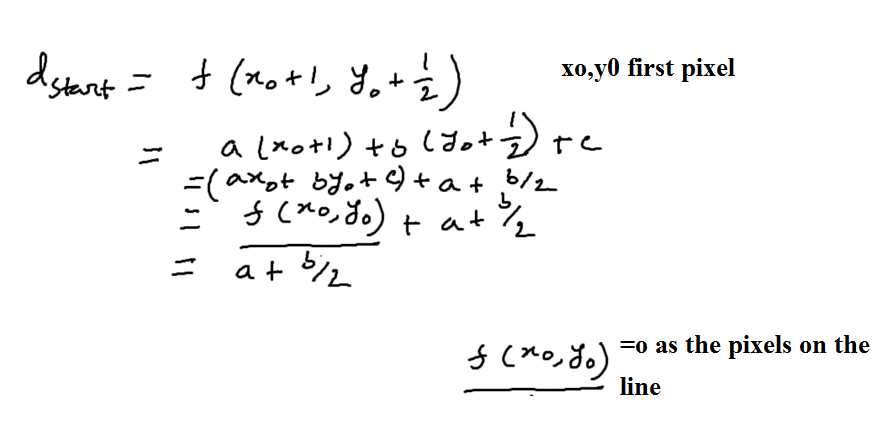 d_start = f (x₀+1, y₀+½)
x0,y0 first pixel
= a (x₀+1) + b (y₀+½) + c
=(ax₀+ by₀+ c) + a + b/2
= f (x₀, y₀) + a + b/2
= a + b/2
f (x₀, y₀) =o as the pixels on the
line